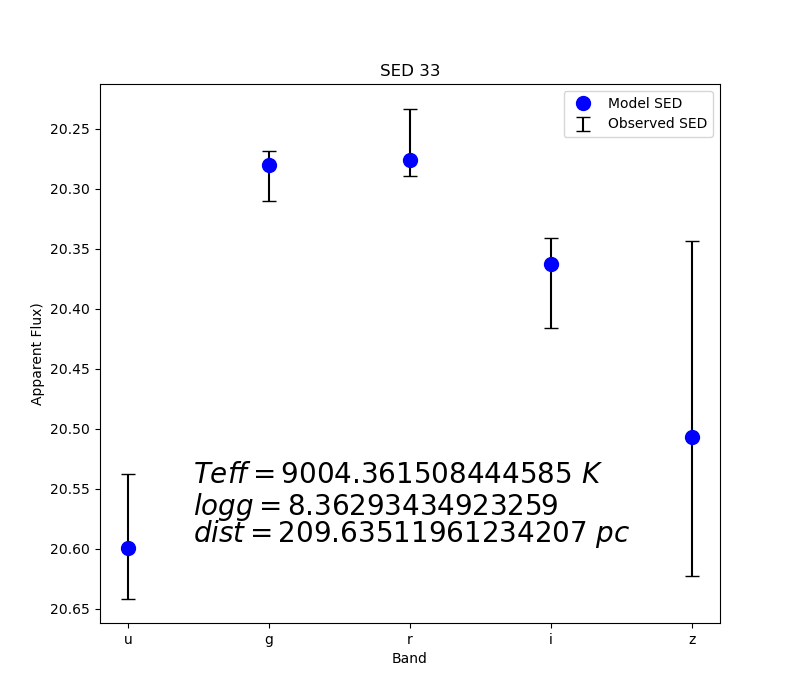 SED 33
Model SED
Observed SED
20.25
20.30
20.35
20.40
20.45
20.50
20.55
20.60
20.65
Apparent Flux)
Teff = 9004.361508444585 K
logg = 8.36293434923259
dist = 209.63511961234207 pc
u g r i z
Band